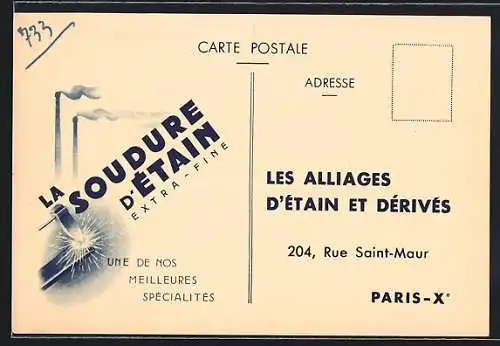 733
CARTE POSTALE
ADRESSE
LA SOUDURE
D'ÉTAIN
EXTRA-FINE
UNE DE NOS
MEILLEURES
SPÉCIALITÉS
LES ALLIAGES
D'ÉTAIN ET DÉRIVÉS
204, Rue Saint-Maur
PARIS-Xᵉ